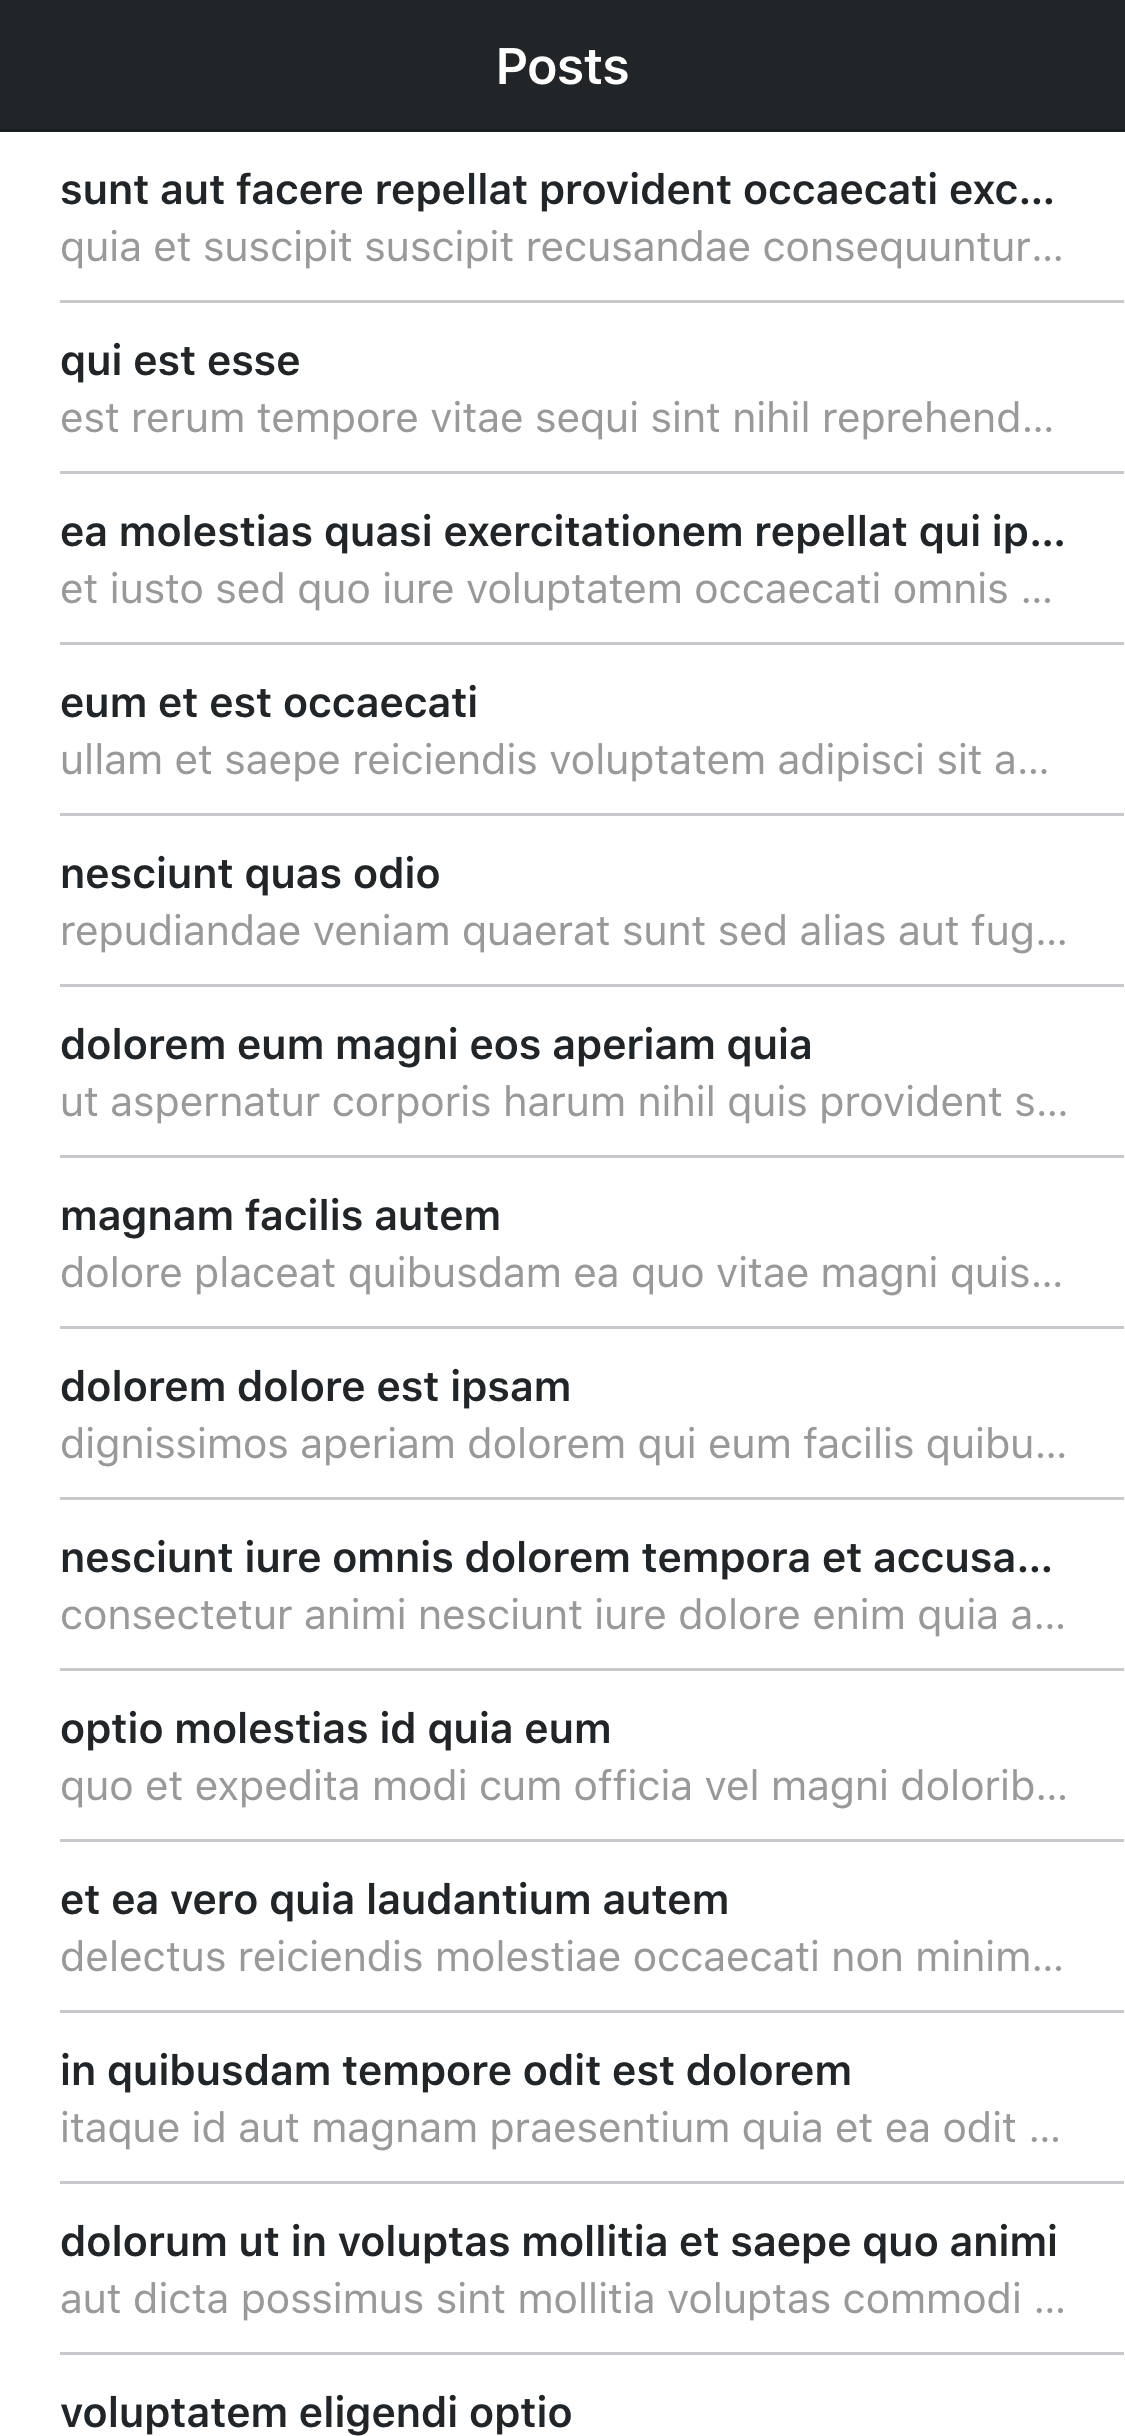 Posts
sunt aut facere repellat provident occaecati exc...
quia et suscipit suscipit recusandae consequuntur...
qui est esse
est rerum tempore vitae sequi sint nihil reprehend...
ea molestias quasi exercitationem repellat qui ip...
et iusto sed quo iure voluptatem occaecati omnis ...
eum et est occaecati
ullam et saepe reiciendis voluptatem adipisci sit a...
nesciunt quas odio
repudiandae veniam quaerat sunt sed alias aut fug...
dolorem eum magni eos aperiam quia
ut aspernatur corporis harum nihil quis provident s...
magnam facilis autem
dolore placeat quibusdam ea quo vitae magni quis...
dolorem dolore est ipsam
dignissimos aperiam dolorem qui eum facilis quibu...
nesciunt iure omnis dolorem tempora et accusa...
consectetur animi nesciunt iure dolore enim quia a...
optio molestias id quia eum
quo et expedita modi cum officia vel magni dolorib...
et ea vero quia laudantium autem
delectus reiciendis molestiae occaecati non minim...
in quibusdam tempore odit est dolorem
itaque id aut magnam praesentium quia et ea odit ...
dolorum ut in voluptas mollitia et saepe quo animi
aut dicta possimus sint mollitia voluptas commodi ...
voluptatem eligendi optio